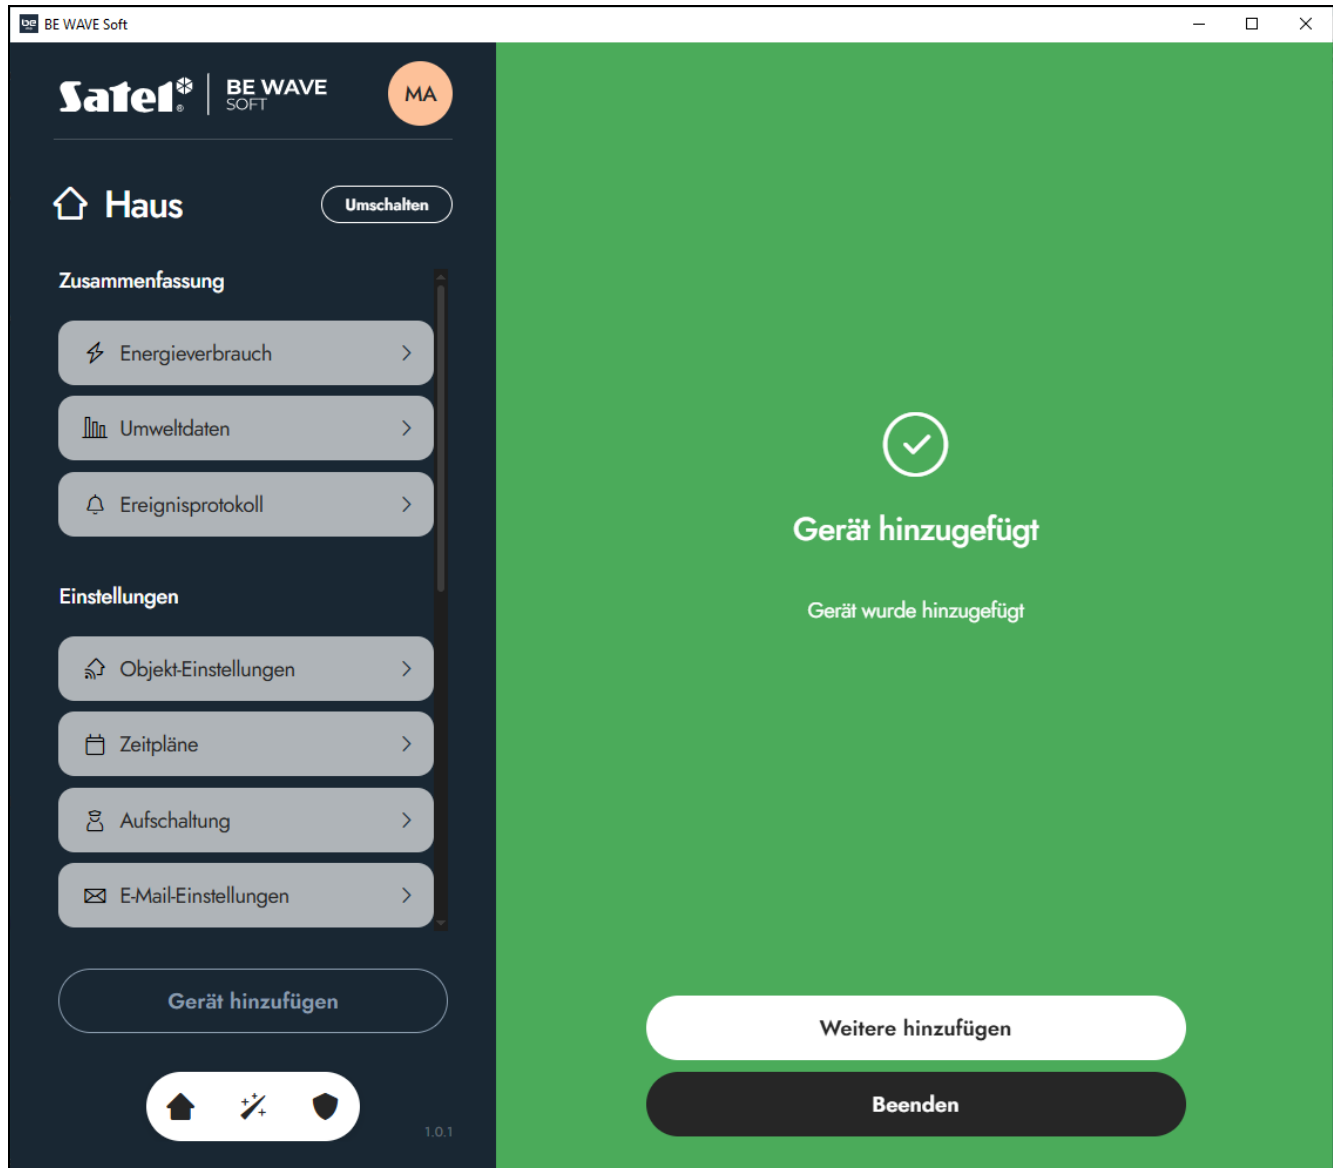 be
BE WAVE Soft
Satel®
BE WAVE
SOFT
MA
Haus
Umschalten
Zusammenfassung
Energieverbrauch
Umweltdaten
Ereignisprotokoll
Einstellungen
Objekt-Einstellungen
Zeitpläne
Aufschaltung
E-Mail-Einstellungen
Gerät hinzufügen
1.0.1
Gerät hinzugefügt
Gerät wurde hinzugefügt
Weitere hinzufügen
Beenden